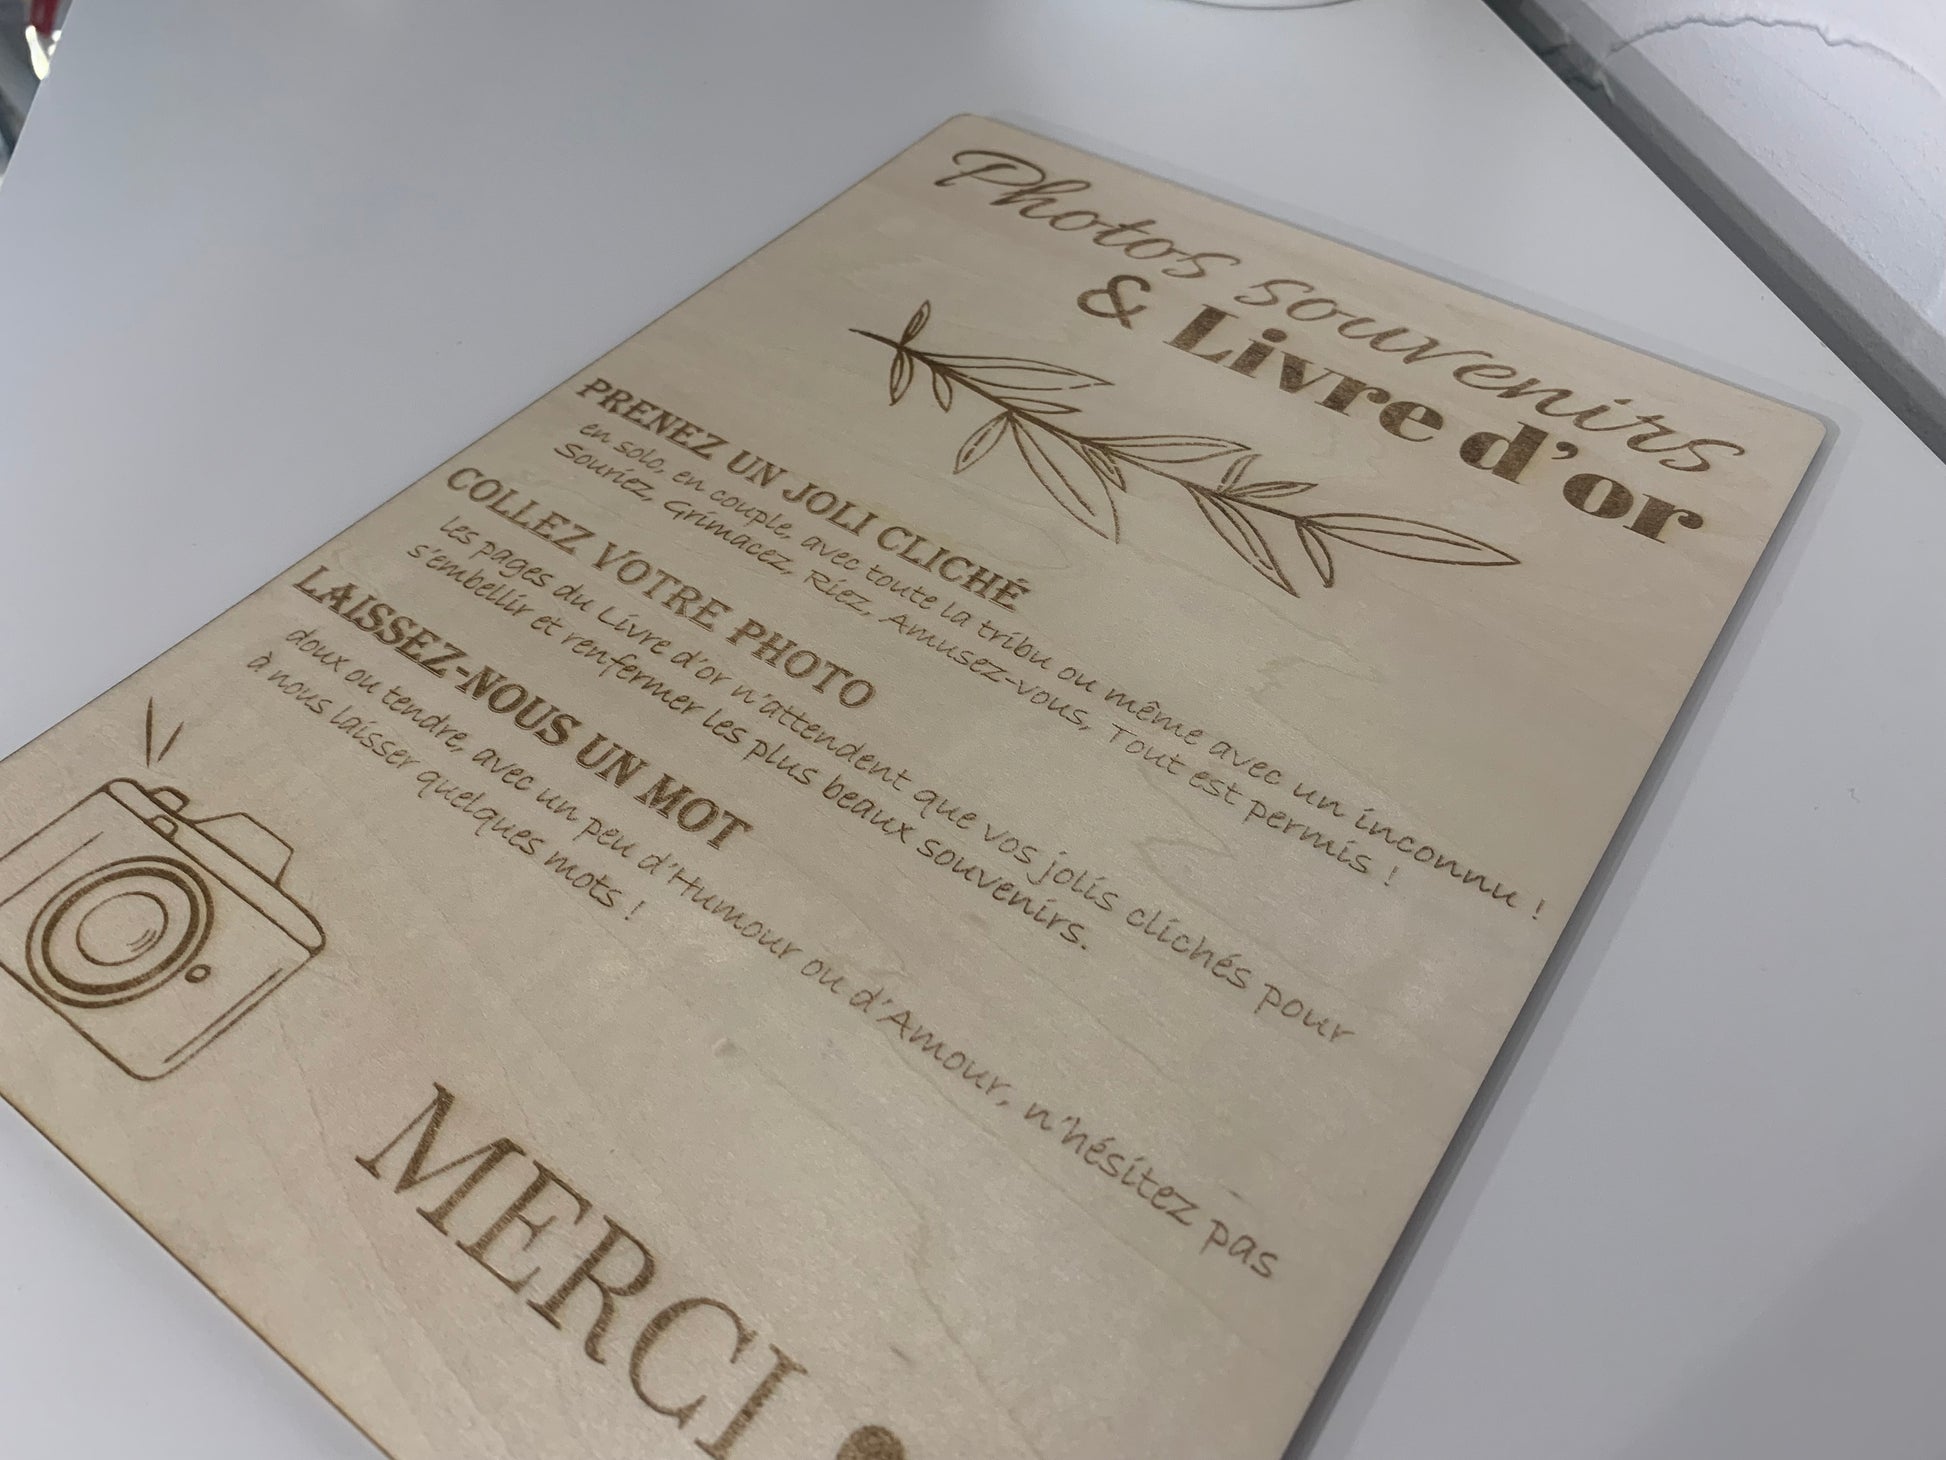 Photos souvenirs
& Livre d'or
PRENEZ UN JOLI CLICHÉ
en solo, en couple, avec toute la tribu ou même avec un inconnu !
Souriez, Grimacez, Riez, Amusez-vous, Tout est permis !
COLLEZ VOTRE PHOTO
les pages du Livre d'or n'attendent que vos jolis clichés pour
s'embellir et renfermer les plus beaux souvenirs.
LAISSEZ-NOUS UN MOT
doux ou tendre, avec un peu d'Humour ou d'Amour, n'hésitez pas
à nous laisser quelques mots !
MERCI